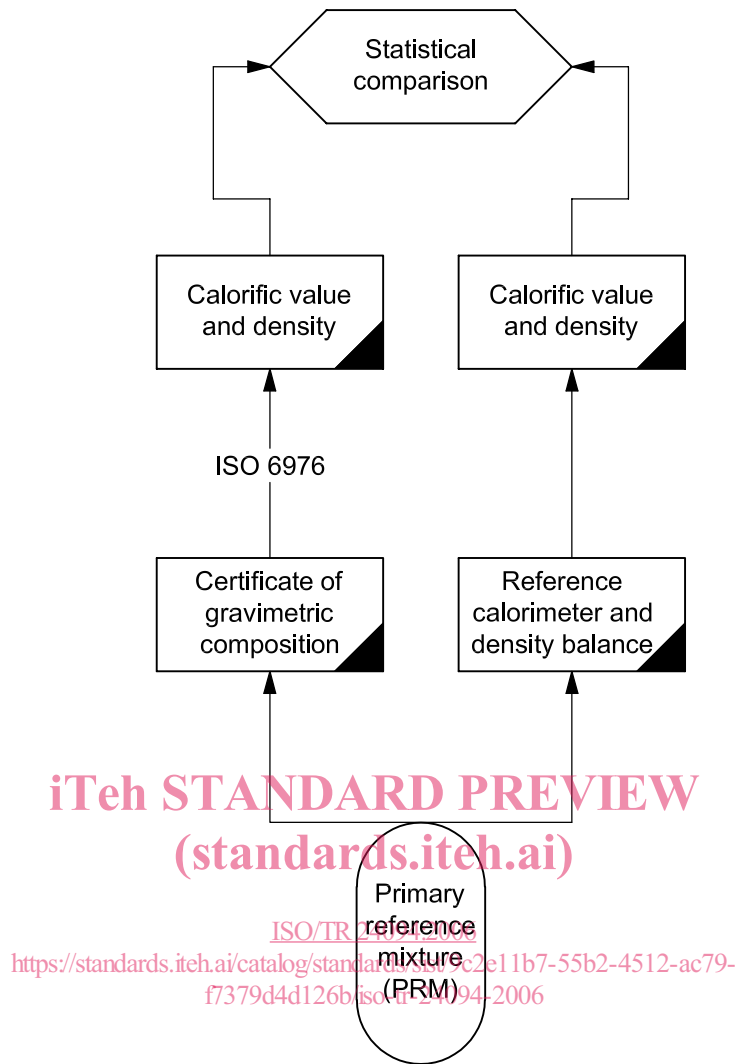 Statistical
comparison
Calorific value
and density
Calorific value
and density
ISO 6976
Certificate of
gravimetric
composition
Reference
calorimeter and
density balance
iTeh STANDARD PREVIEW
(standards.iteh.ai)
Primary
reference
mixture
(PRM)
ISO/TR 24094:2006
https://standards.iteh.ai/catalog/standards/sist/9c2e11b7-55b2-4512-ac79-
f7379d4d126b/iso-tr-24094-2006